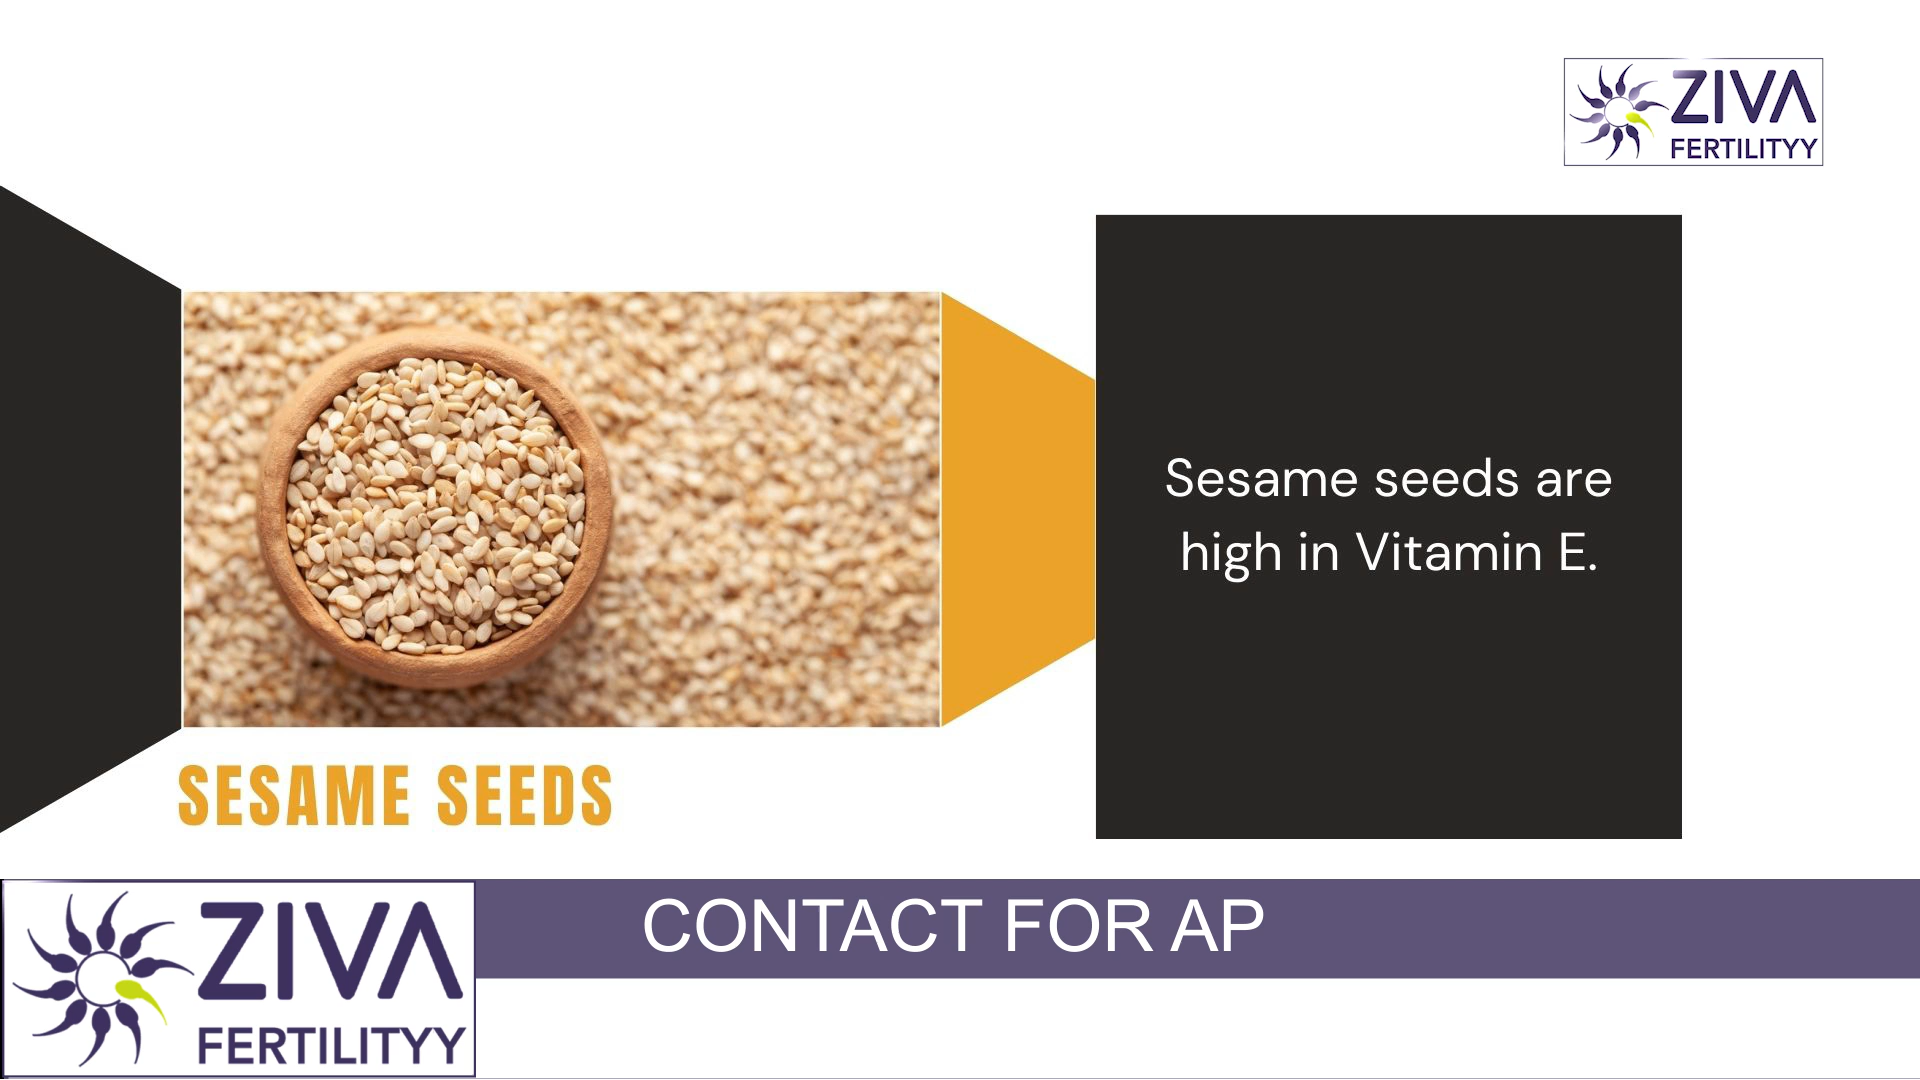 ZIVA
FERTILITYY
Sesame seeds are
high in Vitamin E.
SESAME SEEDS
CONTACT FOR AP
ZIVA
FERTILITYY